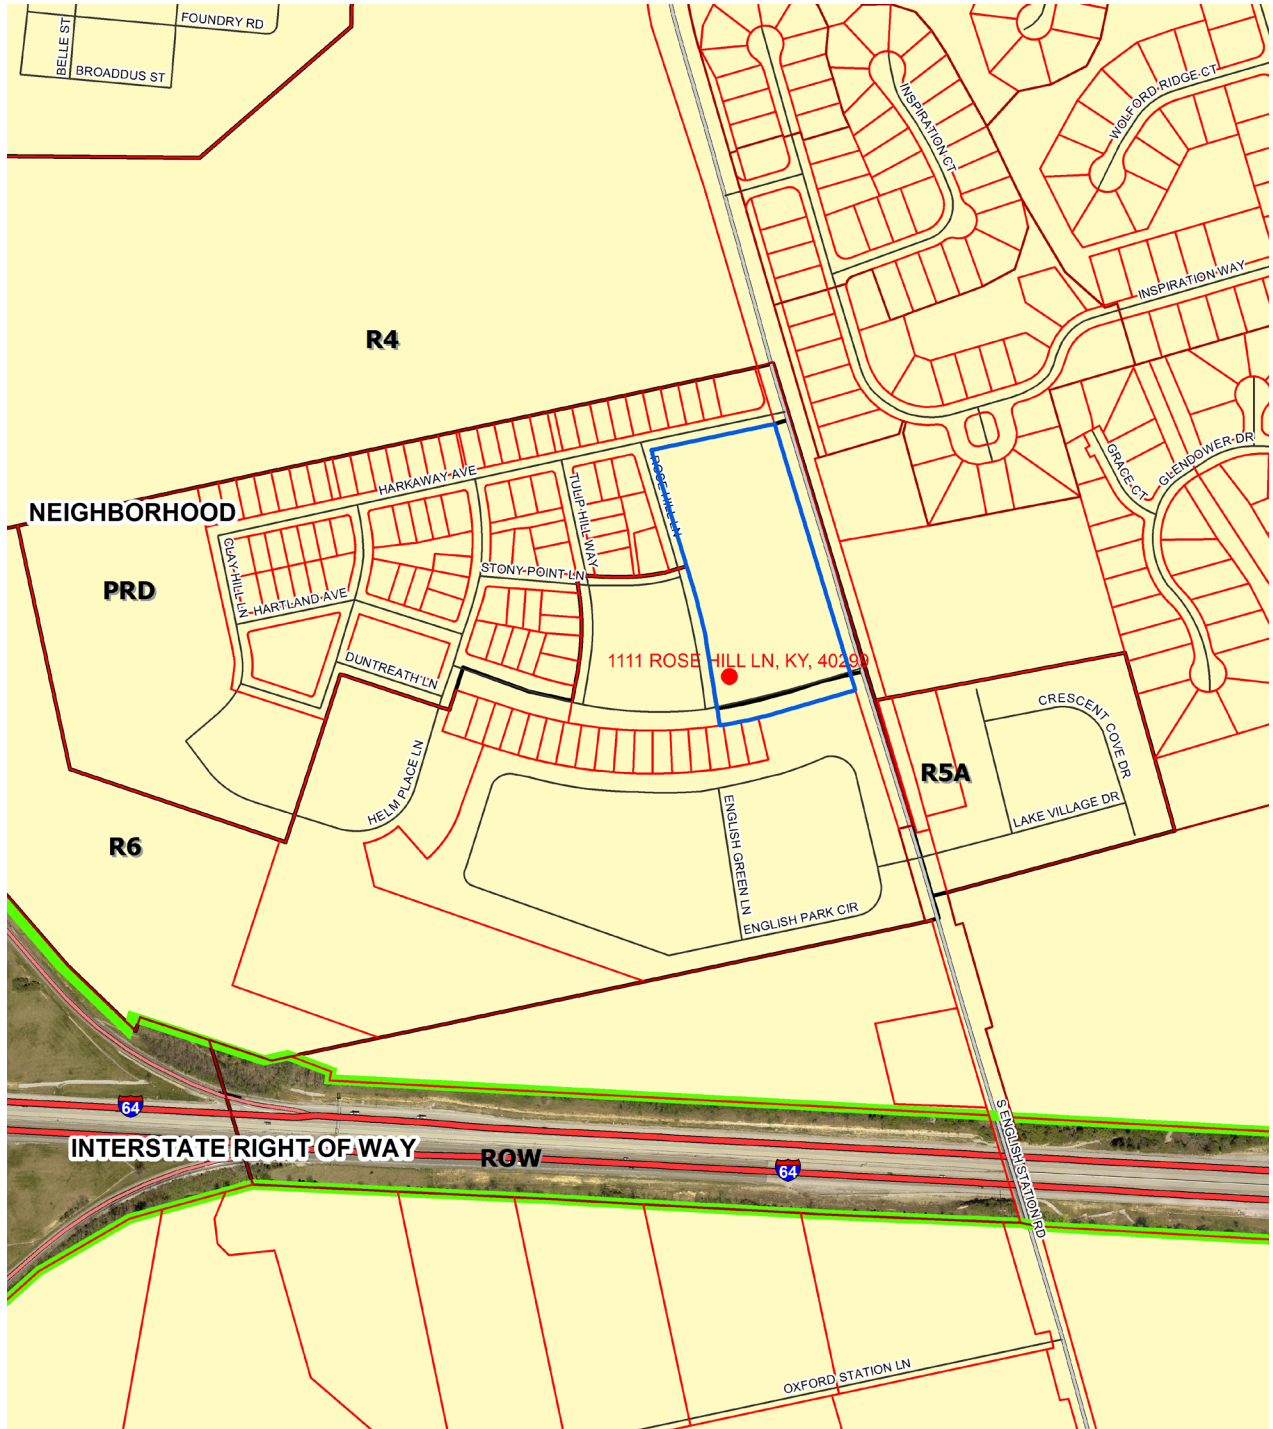 FOUNDRY RD
BELLE ST
BROADDUS ST
INSPIRATION CT
WOLFORD RIDGE CT
INSPIRATION WAY
R4
GRACE CT
GLENDOWER DR
ROSE HILL LN
HARKAWAY AVE
TULIP HILL WAY
NEIGHBORHOOD
CLAY HILL LN
STONY POINT LN
PRD
HARTLAND AVE
DUNTREATH LN
1111 ROSE HILL LN, KY, 40299
CRESCENT COVE DR
R5A
HELM PLACE LN
LAKE VILLAGE DR
R6
ENGLISH GREEN LN
ENGLISH PARK CIR
64
INTERSTATE RIGHT OF WAY
ROW
64
S ENGLISH STATION RD
OXFORD STATION LN